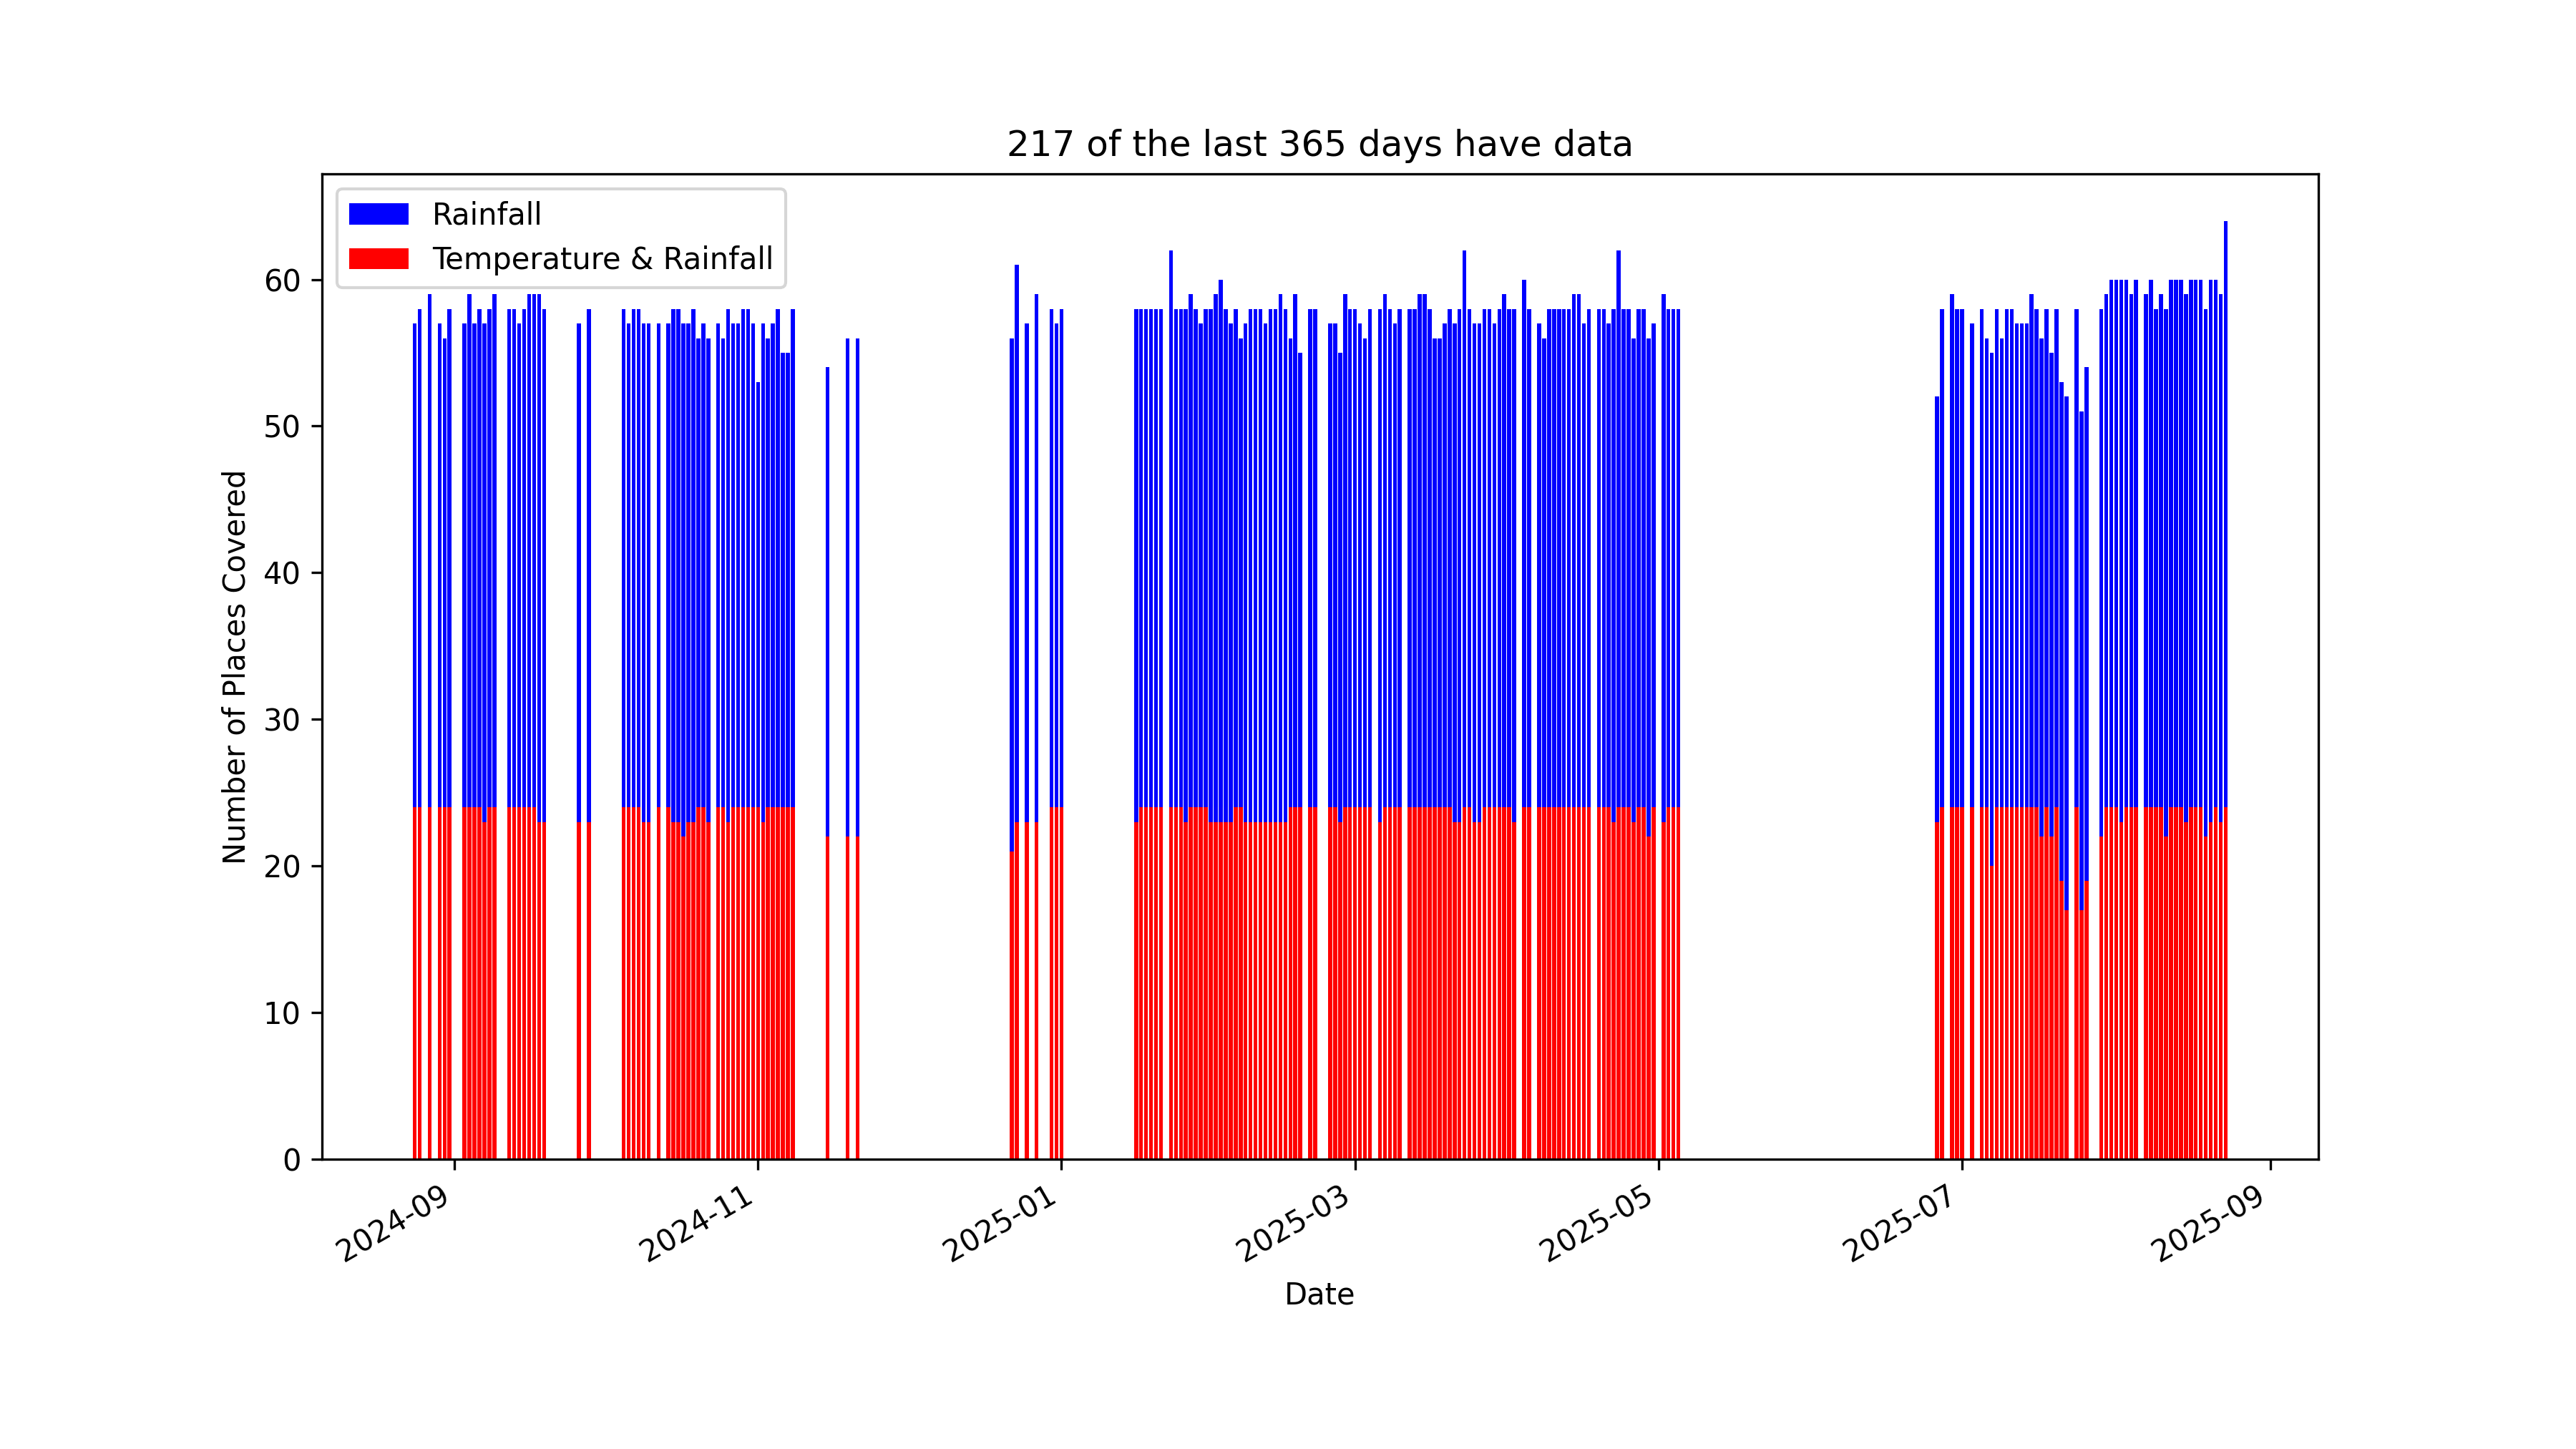 217 of the last 365 days have data
Rainfall
Temperature & Rainfall
Number of Places Covered
60
50
40
30
20
10
0
2024-09
2024-11
2025-01
2025-03
2025-05
2025-07
2025-09
Date